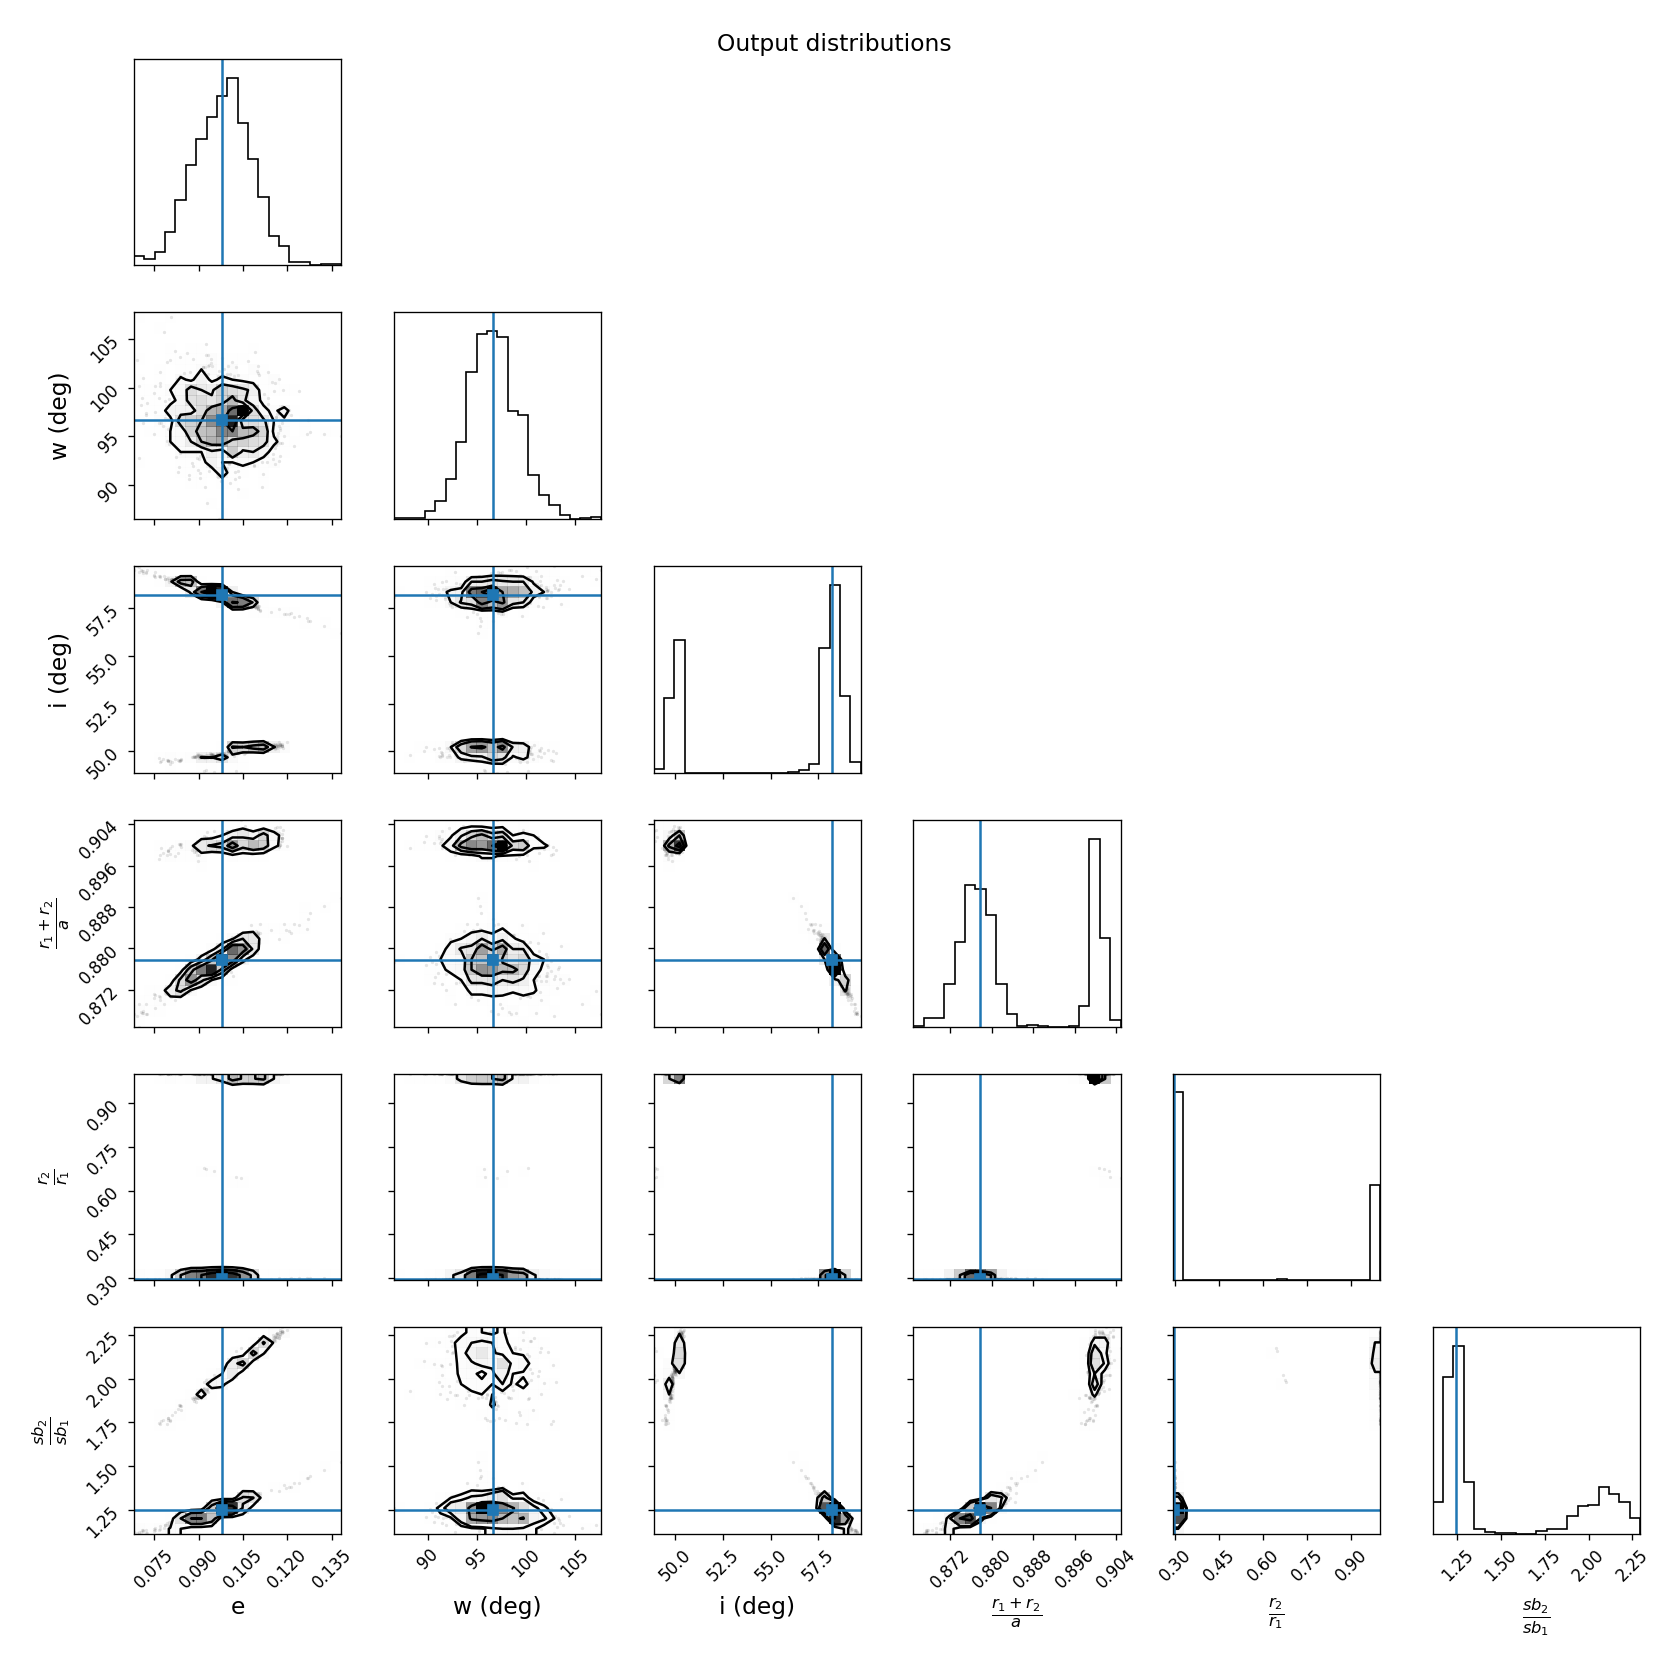 Output distributions
w (deg)
105
100
95
90
i (deg)
57.5
55.0
52.5
50.0
r₁ + r₂
a
0.904
0.896
0.888
0.880
0.872
r₂
r₁
0.90
0.75
0.60
0.45
0.30
sb₂
sb₁
2.25
2.00
1.75
1.50
1.25
0.075 0.090 0.105 0.120 0.135 90 95 100 105 50.0 52.5 55.0 57.5 0.872 0.880 0.888 0.896 0.904 0.30 0.45 0.60 0.75 0.90 1.25 1.50 1.75 2.00 2.25
e w (deg) i (deg)
r₁ + r₂
a
r₂
r₁
sb₂
sb₁